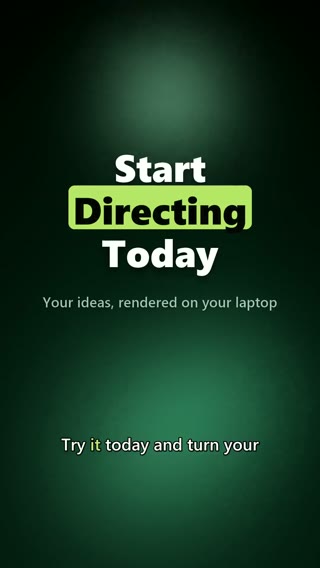 Start
Directing
Today
Your ideas, rendered on your laptop
Try it today and turn your